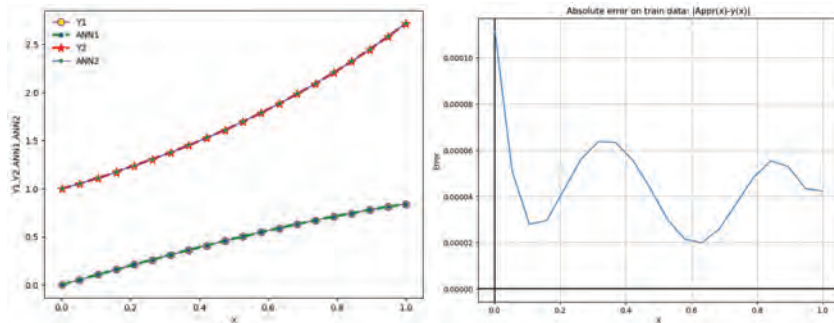 Y1
ANN1
Y2
ANN2
Y1,Y2,ANN1,ANN2
2.5
2.0
1.5
1.0
0.5
0.0
0.0 0.2 0.4 0.6 0.8 1.0
X
Absolute error on train data: |Appr(x)-y(x)|
Error
0.00010
0.00008
0.00006
0.00004
0.00002
0.00000
0.0 0.2 0.4 0.6 0.8 1.0
X